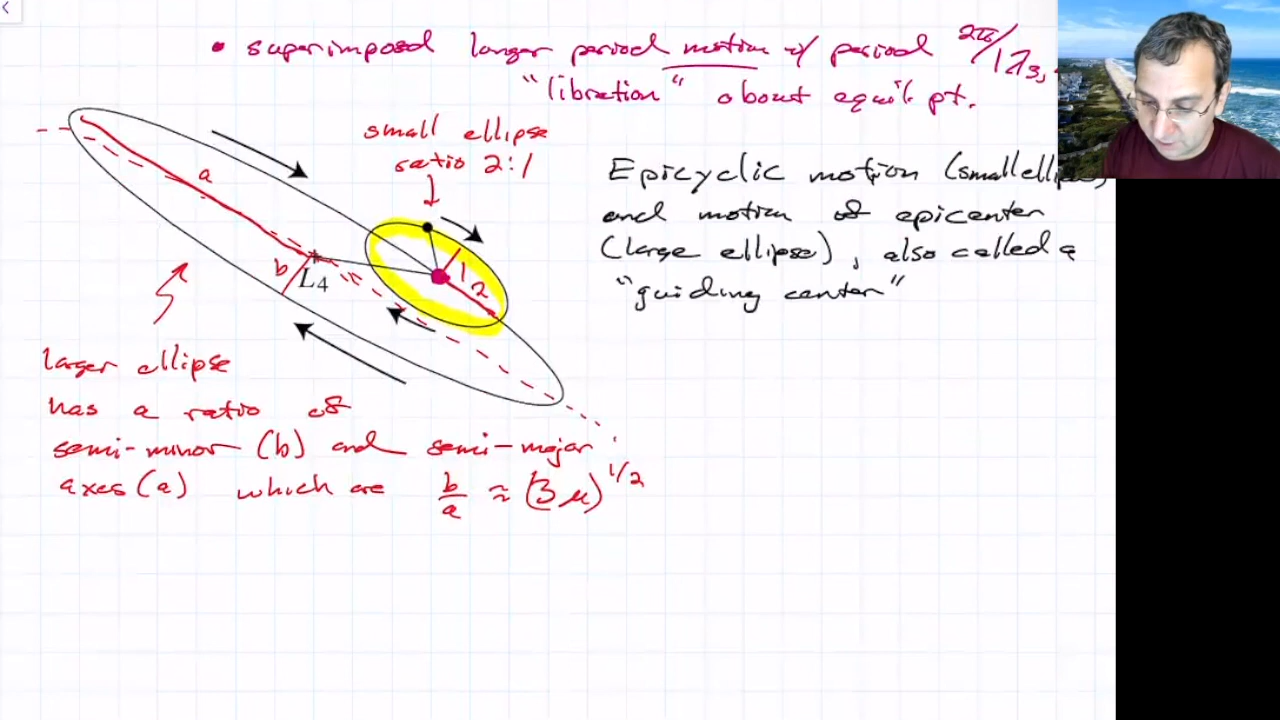 • superimposed longer period motion w/ period 2π/|λ3,
"libration" about equil. pt.
small ellipse
ratio 2:1
a
b
L4
1
2
Epicyclic motion (small ellipse)
and motion of epicenter
(large ellipse), also called a
"guiding center"
larger ellipse
has a ratio of
semi-minor (b) and semi-major
axes (a) which are b/a ≈ (3μ)^1/2